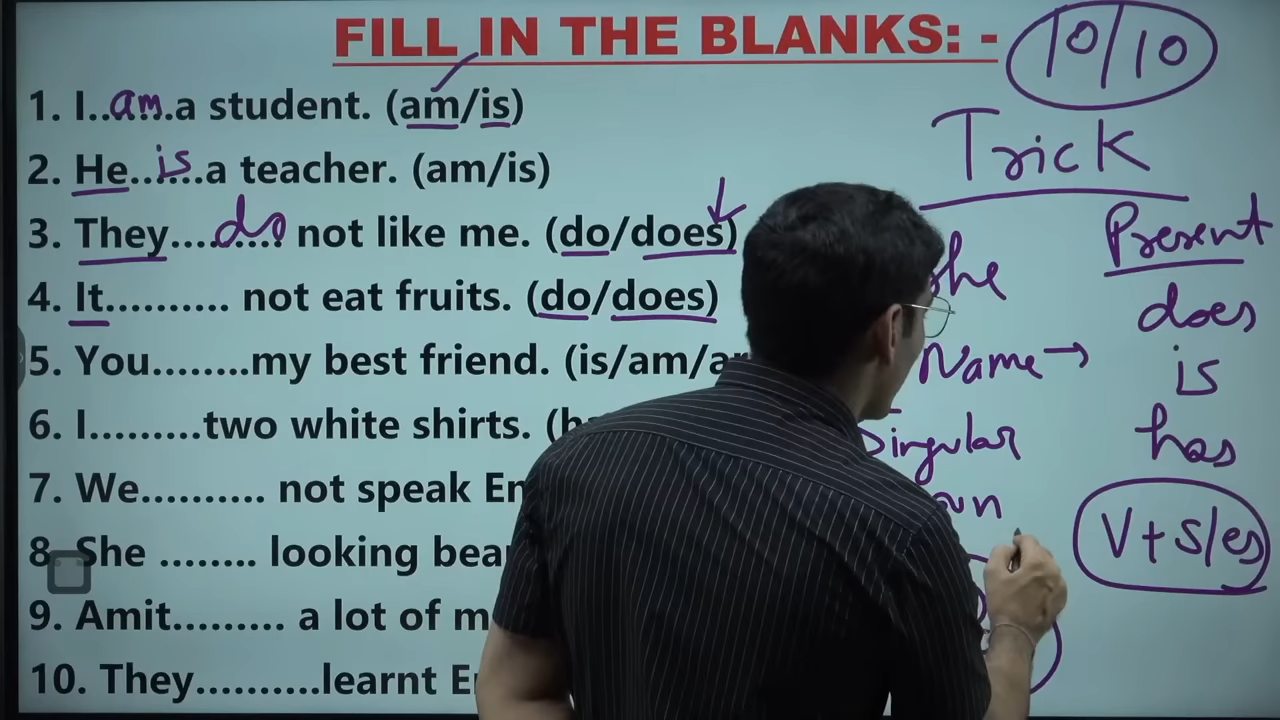 FILL IN THE BLANKS: -
10/10
1. I..am..a student. (am/is)
2. He..is...a teacher. (am/is)
3. They....do.... not like me. (do/does)
4. It.......... not eat fruits. (do/does)
5. You........my best friend. (is/am/
6. I.........two white shirts.
7. We.......... not speak
8. She ........ looking
9. Amit......... a lot of
10. They..........learnt
Trick
Present
does
Name →
is
Singular
has
V+s/es